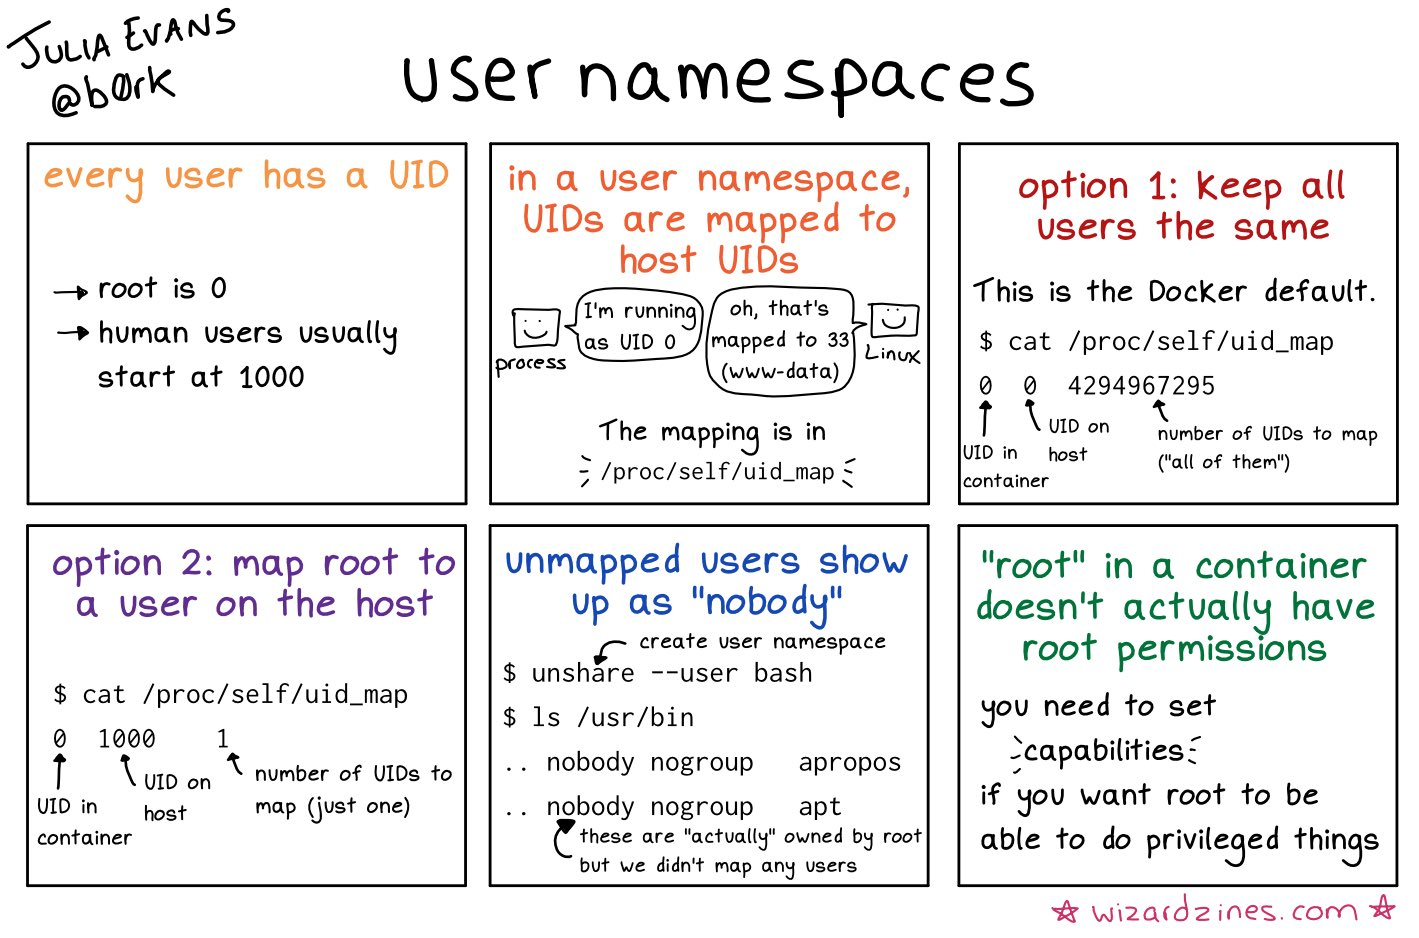 JULIA EVANS
@b0rk
user namespaces
every user has a UID
→ root is 0
→ human users usually
start at 1000
in a user namespace,
UIDs are mapped to
host UIDs
I'm running
as UID 0
process
oh, that's
mapped to 33
(www-data)
Linux
The mapping is in
/proc/self/uid_map
option 1: keep all
users the same
This is the Docker default.
$ cat /proc/self/uid_map
0 0 4294967295
UID in
container
UID on
host
number of UIDs to map
("all of them")
option 2: map root to
a user on the host
$ cat /proc/self/uid_map
0 1000 1
UID in
container
UID on
host
number of UIDs to
map (just one)
unmapped users show
up as "nobody"
create user namespace
$ unshare --user bash
$ ls /usr/bin
.. nobody nogroup apropos
.. nobody nogroup apt
these are "actually" owned by root
but we didn't map any users
"root" in a container
doesn't actually have
root permissions
you need to set
capabilities
if you want root to be
able to do privileged things
☆ wizardzines.com ☆